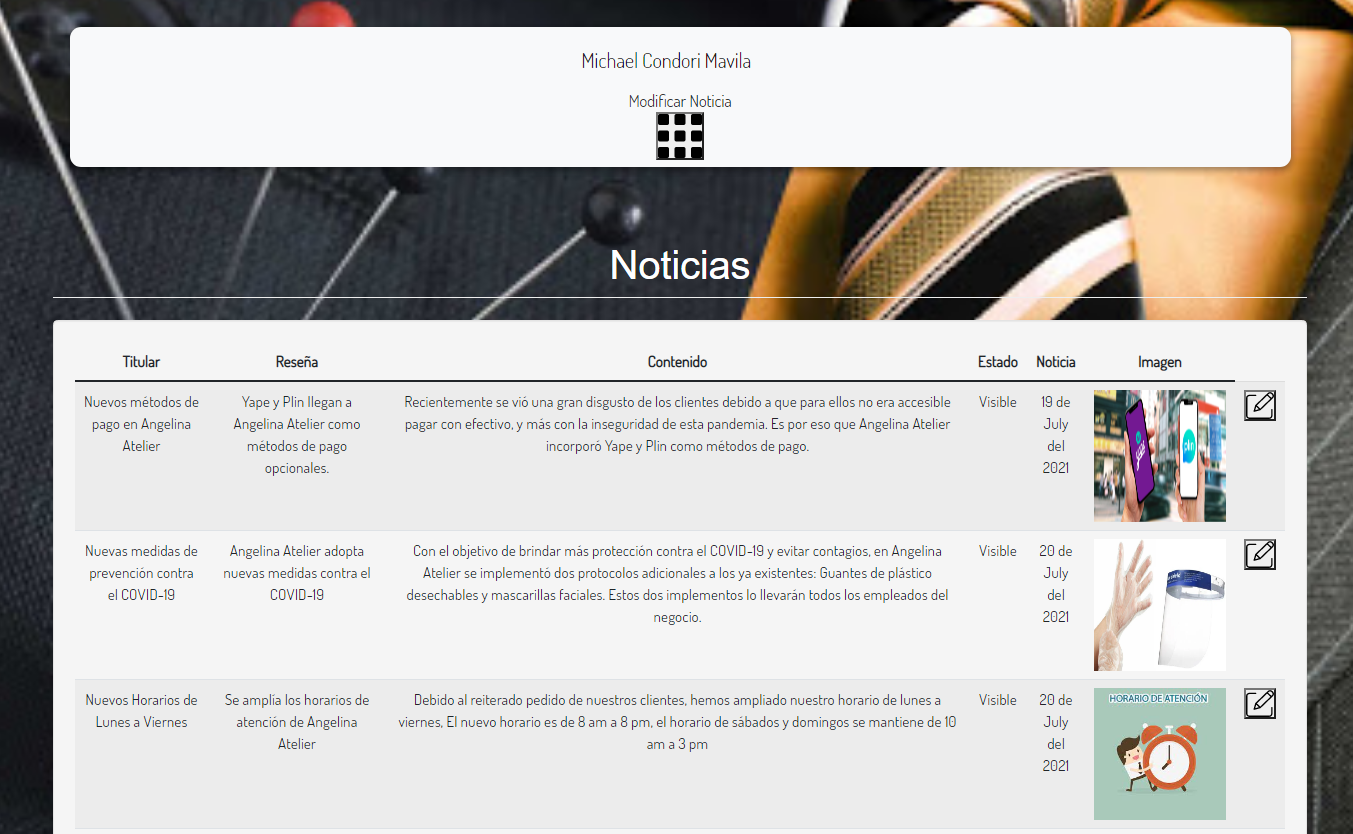 Michael Condori Mavila
Modificar Noticia
Noticias
Titular Reseña Contenido Estado Noticia Imagen
Nuevos métodos de
pago en Angelina
Atelier
Yape y Plin llegan a
Angelina Atelier como
métodos de pago
opcionales.
Recientemente se vió una gran disgusto de los clientes debido a que para ellos no era accesible
pagar con efectivo, y más con la inseguridad de esta pandemia. Es por eso que Angelina Atelier
incorporó Yape y Plin como métodos de pago.
Visible
19 de
July
del
2021
plin
Nuevas medidas de
prevención contra
el COVID-19
Angelina Atelier adopta
nuevas medidas contra el
COVID-19
Con el objetivo de brindar más protección contra el COVID-19 y evitar contagios, en Angelina
Atelier se implementó dos protocolos adicionales a los ya existentes: Guantes de plástico
desechables y mascarillas faciales. Estos dos implementos lo llevarán todos los empleados del
negocio.
Visible
20 de
July
del
2021
Nuevos Horarios de
Lunes a Viernes
Se amplía los horarios de
atención de Angelina
Atelier
Debido al reiterado pedido de nuestros clientes, hemos ampliado nuestro horario de lunes a
viernes, El nuevo horario es de 8 am a 8 pm, el horario de sábados y domingos se mantiene de 10
am a 3 pm
Visible
20 de
July
del
2021
HORARIO DE ATENCIÓN